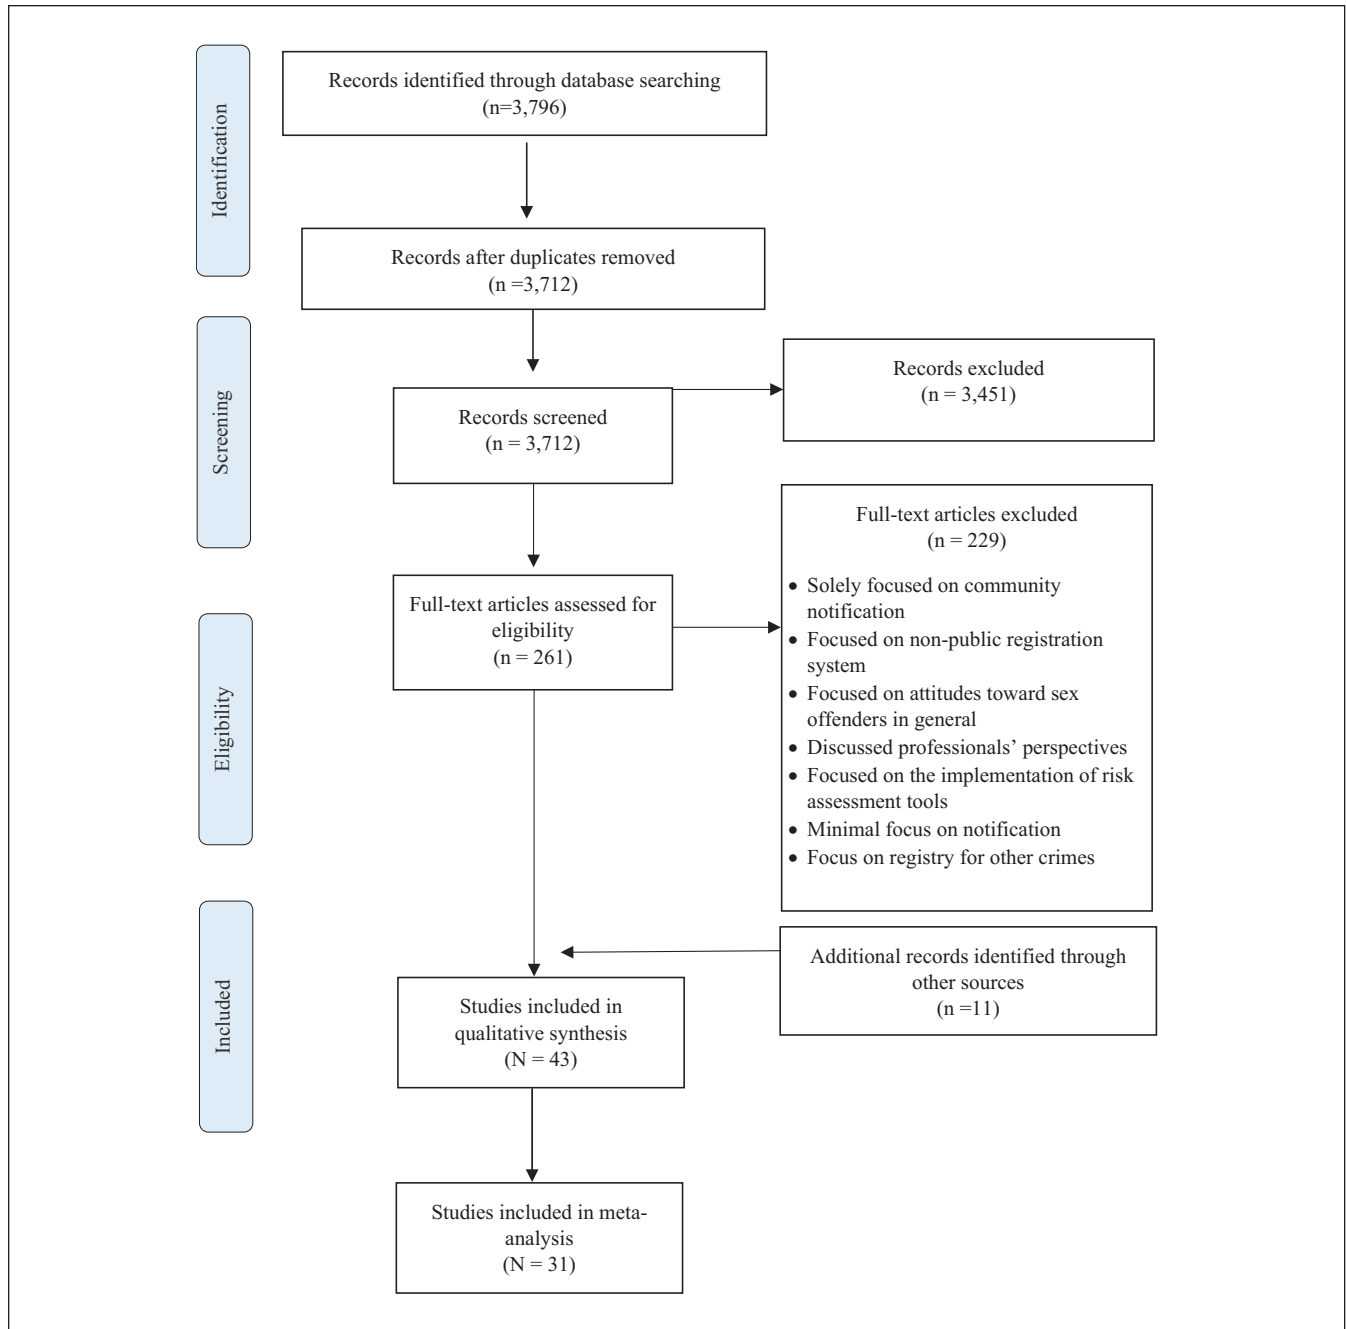 Identification
Records identified through database searching
(n=3,796)
Records after duplicates removed
(n =3,712)
Screening
Records screened
(n = 3,712)
Records excluded
(n = 3,451)
Eligibility
Full-text articles assessed for
eligibility
(n = 261)
Full-text articles excluded
(n = 229)
• Solely focused on community
notification
• Focused on non-public registration
system
• Focused on attitudes toward sex
offenders in general
• Discussed professionals’ perspectives
• Focused on the implementation of risk
assessment tools
• Minimal focus on notification
• Focus on registry for other crimes
Included
Additional records identified through
other sources
(n =11)
Studies included in
qualitative synthesis
(N = 43)
Studies included in meta-
analysis
(N = 31)